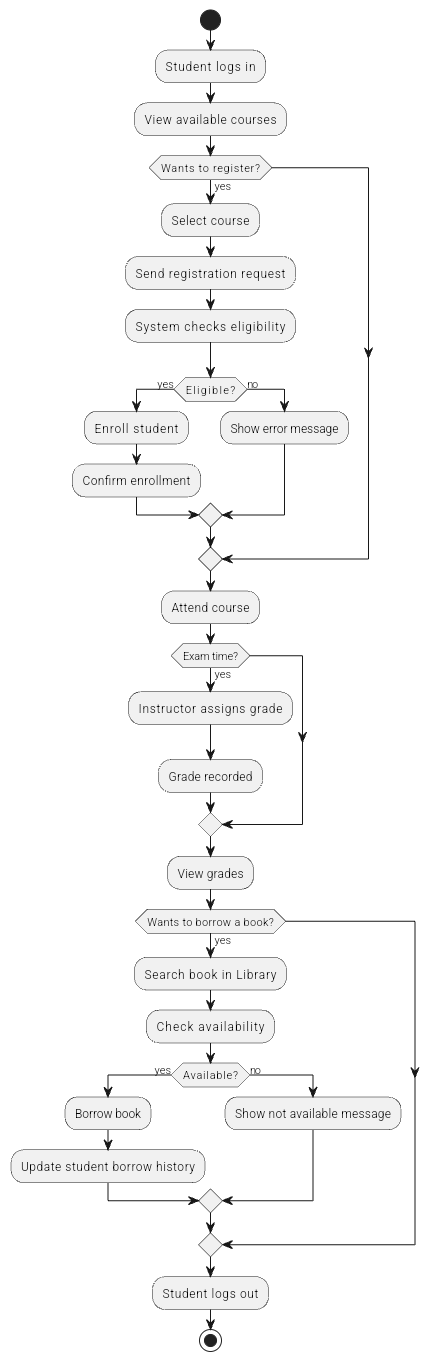 Student logs in
View available courses
Wants to register?
yes
Select course
Send registration request
System checks eligibility
yes
Eligible?
no
Enroll student
Show error message
Confirm enrollment
Attend course
Exam time?
yes
Instructor assigns grade
Grade recorded
View grades
Wants to borrow a book?
yes
Search book in Library
Check availability
yes
Available?
no
Borrow book
Show not available message
Update student borrow history
Student logs out